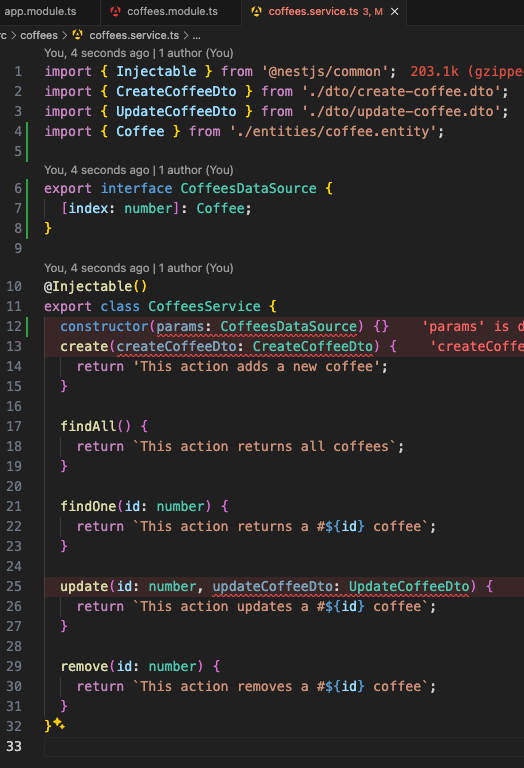 app.module.ts coffees.module.ts coffees.service.ts 3, M
rc > coffees > coffees.service.ts > ...
You, 4 seconds ago | 1 author (You)
1 import { Injectable } from '@nestjs/common'; 203.1k (gzippe
2 import { CreateCoffeeDto } from './dto/create-coffee.dto';
3 import { UpdateCoffeeDto } from './dto/update-coffee.dto';
4 import { Coffee } from './entities/coffee.entity';
5
You, 4 seconds ago | 1 author (You)
6 export interface CoffeesDataSource {
7 [index: number]: Coffee;
8 }
9
You, 4 seconds ago | 1 author (You)
10 @Injectable()
11 export class CoffeesService {
12 constructor(params: CoffeesDataSource) {} 'params' is d
13 create(createCoffeeDto: CreateCoffeeDto) { 'createCoffe
14 return 'This action adds a new coffee';
15 }
16
17 findAll() {
18 return `This action returns all coffees`;
19 }
20
21 findOne(id: number) {
22 return `This action returns a #${id} coffee`;
23 }
24
25 update(id: number, updateCoffeeDto: UpdateCoffeeDto) {
26 return `This action updates a #${id} coffee`;
27 }
28
29 remove(id: number) {
30 return `This action removes a #${id} coffee`;
31 }
32 }
33